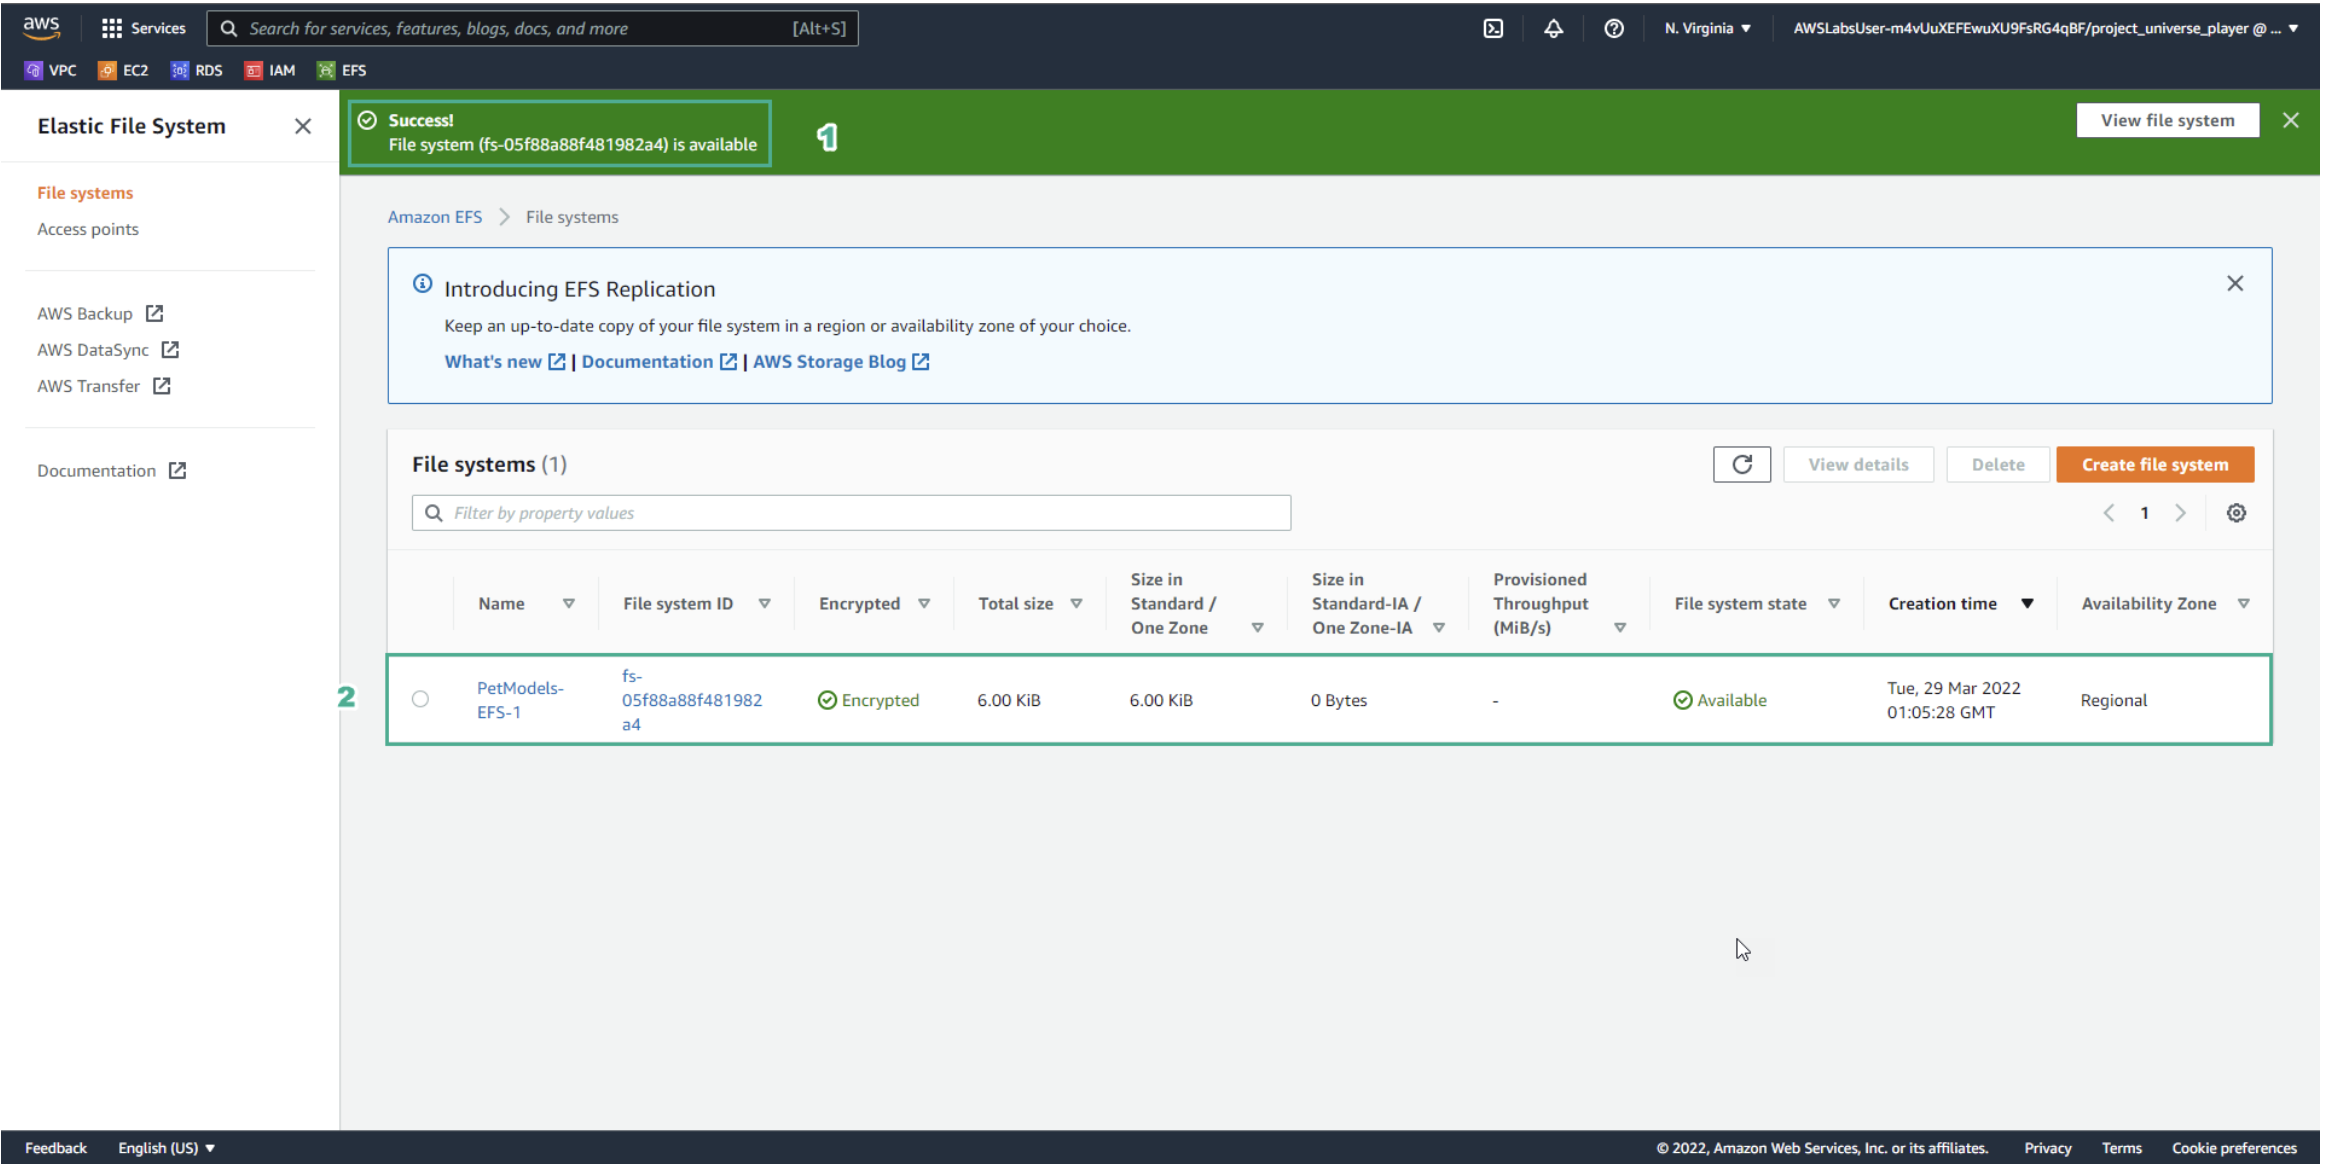 aws
Services
Search for services, features, blogs, docs, and more
[Alt+S]
N. Virginia ▼
AWSLabsUser-m4vUuXEFEwuXU9FsRG4qBF/project_universe_player @ ... ▼
VPC
EC2
RDS
IAM
EFS
Elastic File System
File systems
Access points
AWS Backup
AWS DataSync
AWS Transfer
Documentation
Success!
File system (fs-05f88a88f481982a4) is available
1
View file system
Amazon EFS > File systems
Introducing EFS Replication
Keep an up-to-date copy of your file system in a region or availability zone of your choice.
What's new | Documentation | AWS Storage Blog
File systems (1)
View details
Delete
Create file system
Filter by property values
1
Name
File system ID
Encrypted
Total size
Size in
Standard /
One Zone
Size in
Standard-IA /
One Zone-IA
Provisioned
Throughput
(MiB/s)
File system state
Creation time
Availability Zone
2
PetModels-
EFS-1
fs-
05f88a88f481982
a4
Encrypted
6.00 KiB
6.00 KiB
0 Bytes
-
Available
Tue, 29 Mar 2022
01:05:28 GMT
Regional
Feedback
English (US) ▼
© 2022, Amazon Web Services, Inc. or its affiliates.
Privacy
Terms
Cookie preferences